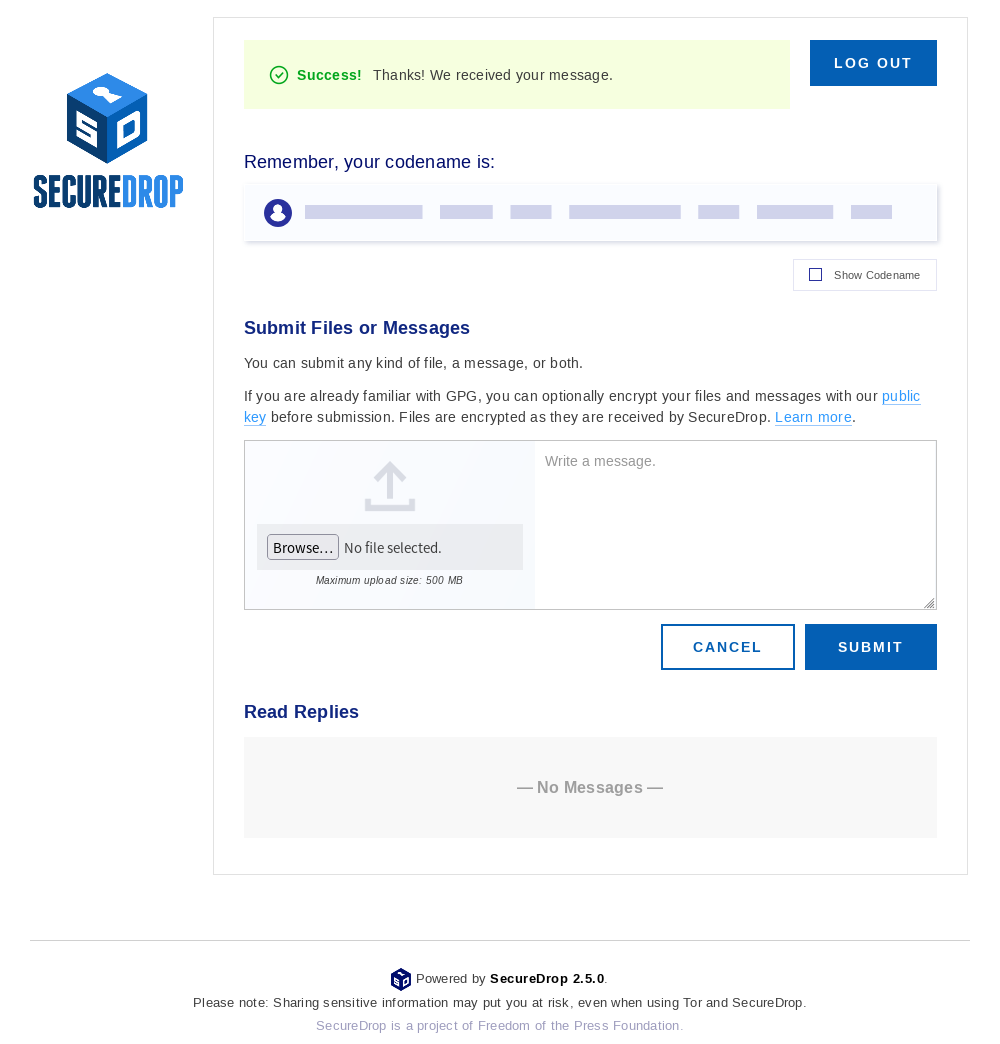 Success! Thanks! We received your message.
LOG OUT
SD
SECUREDROP
Remember, your codename is:
Show Codename
Submit Files or Messages
You can submit any kind of file, a message, or both.
If you are already familiar with GPG, you can optionally encrypt your files and messages with our public
key before submission. Files are encrypted as they are received by SecureDrop. Learn more.
Write a message.
Browse… No file selected.
Maximum upload size: 500 MB
CANCEL
SUBMIT
Read Replies
— No Messages —
Powered by SecureDrop 2.5.0.
Please note: Sharing sensitive information may put you at risk, even when using Tor and SecureDrop.
SecureDrop is a project of Freedom of the Press Foundation.